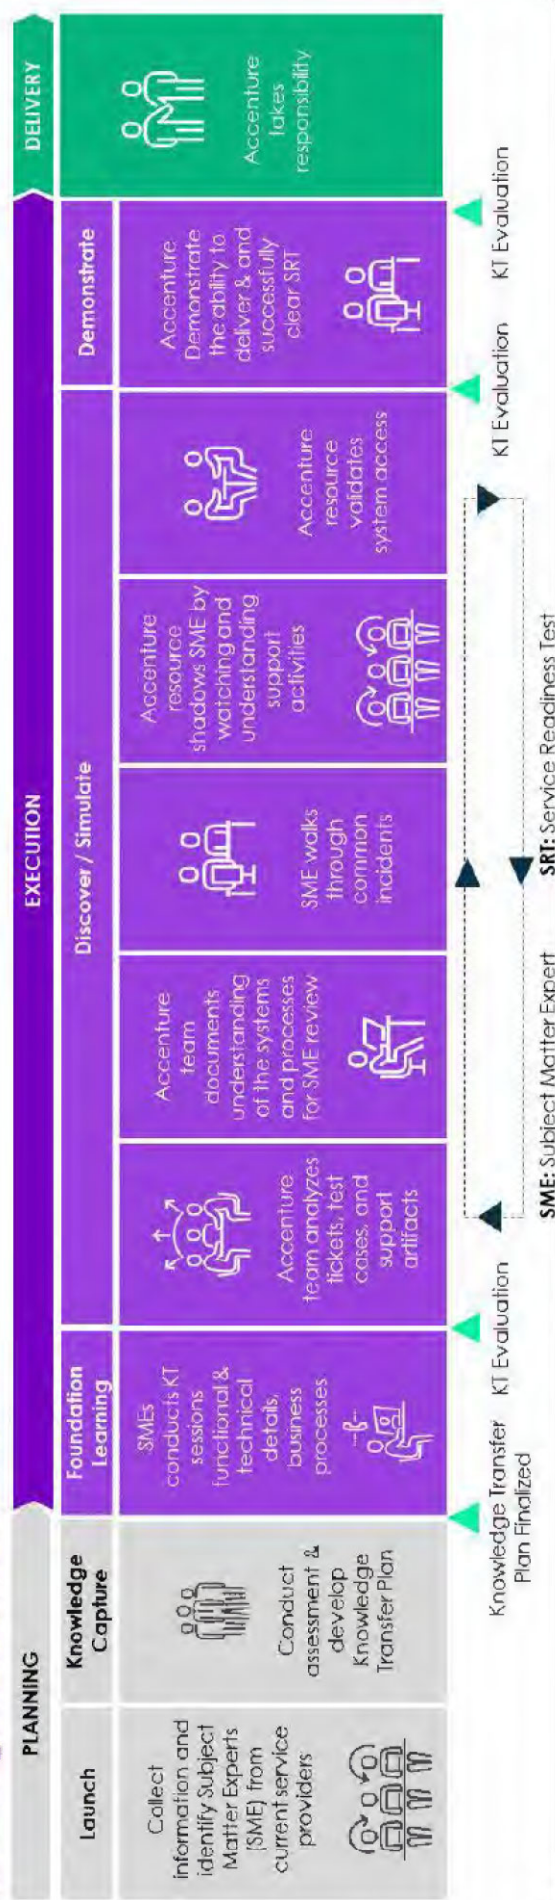 PLANNING
EXECUTION
DELIVERY
Launch
Knowledge
Capture
Foundation
Learning
Discover / Simulate
Demonstrate
Collect
information and
identify Subject
Matter Experts
(SME) from
current service
providers
Conduct
assessment &
develop
Knowledge
Transfer Plan
SMEs
conducts KT
sessions
functional &
technical
details,
business
processes
Accenture
team analyzes
tickets, test
cases, and
support
artifacts
Accenture
team
documents
understanding
of the systems
and processes
for SME review
SME walks
through
common
incidents
Accenture
resource
shadows SME by
watching and
understanding
support
activities
Accenture
resource
validates
system access
Accenture
Demonstrate
the ability to
deliver & and
successfully
clear SRT
Accenture
takes
responsibility
Knowledge Transfer
Plan Finalized
KT Evaluation
KT Evaluation
KT Evaluation
SME: Subject Matter Expert
SRT: Service Readiness Test